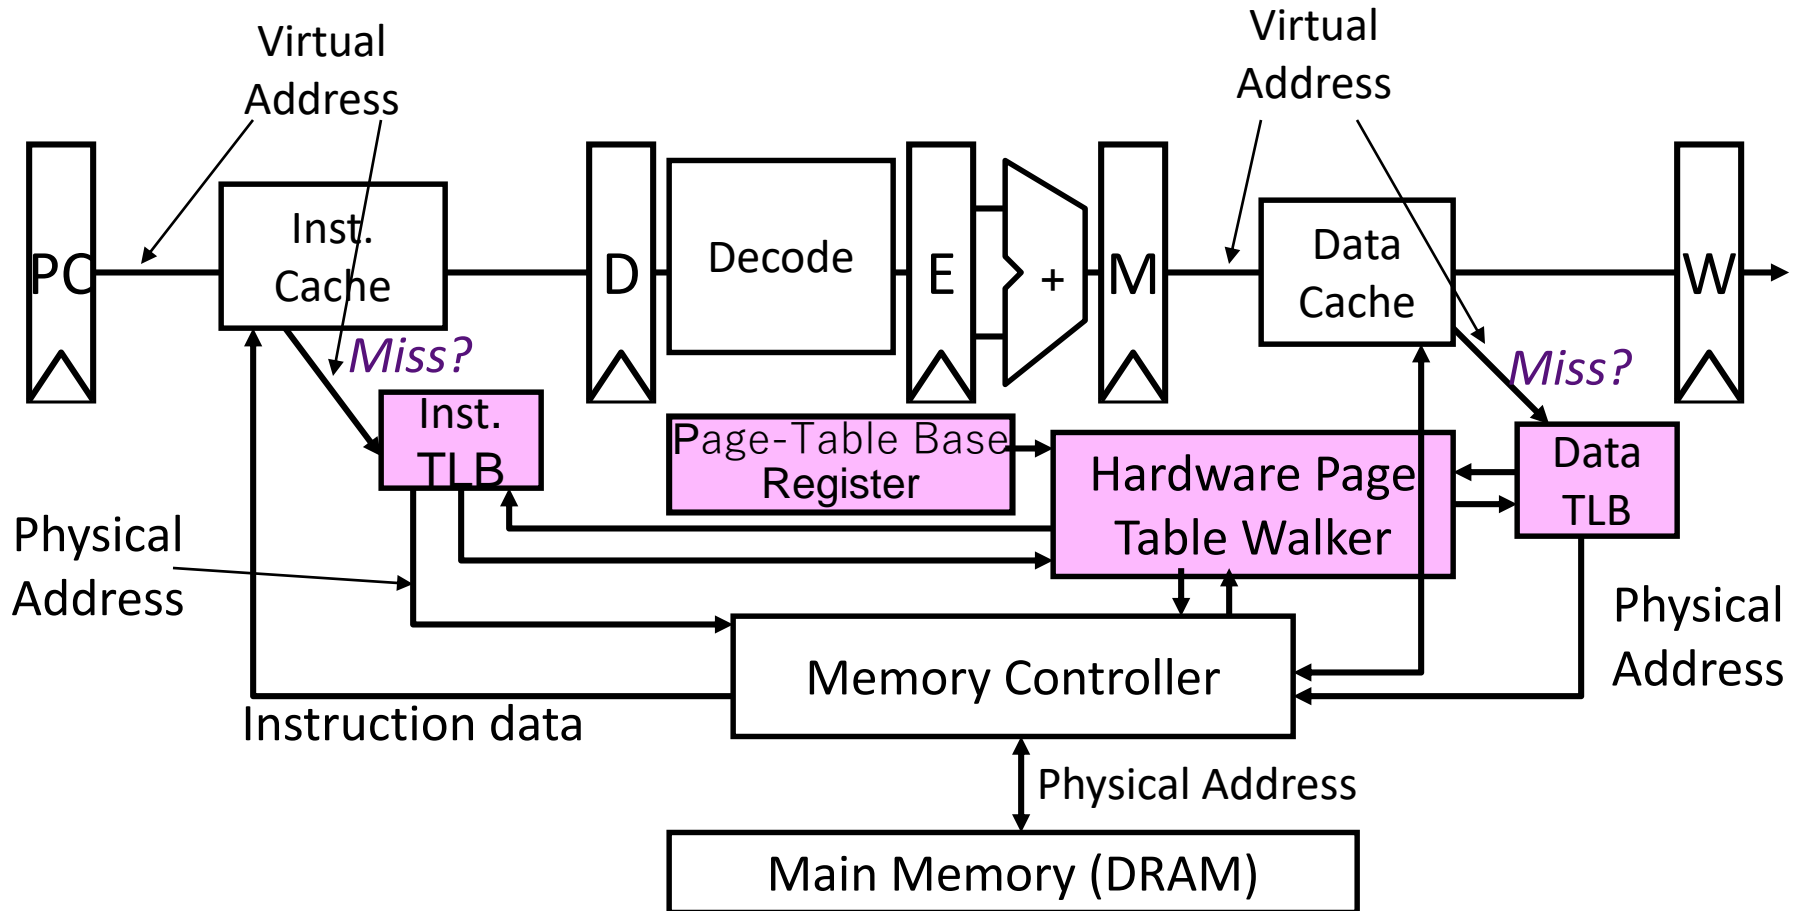 Virtual
Address
Virtual
Address
PC
Inst.
Cache
D
Decode
E
+
M
Data
Cache
W
Miss?
Miss?
Inst.
TLB
Page-Table Base
Register
Hardware Page
Table Walker
Data
TLB
Physical
Address
Physical
Address
Memory Controller
Instruction data
Physical Address
Main Memory (DRAM)